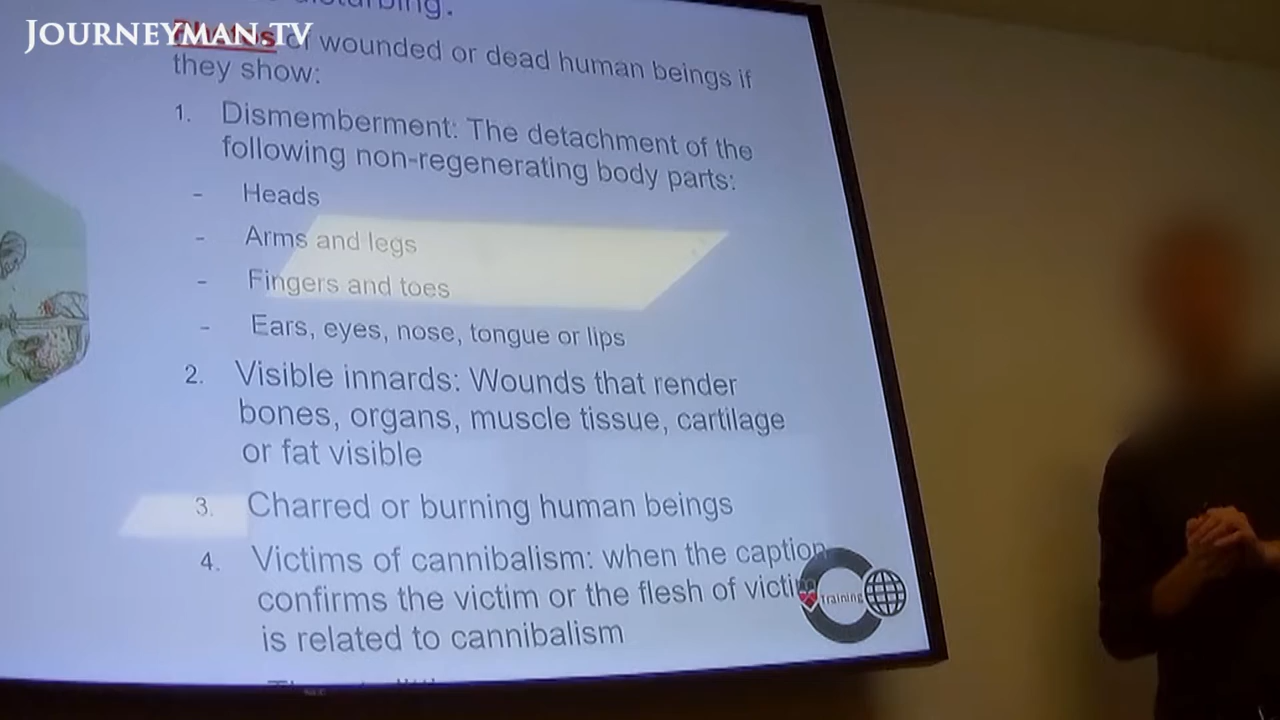 disturbing.
JOURNEYMAN.TV
Photos of wounded or dead human beings if
they show:
1. Dismemberment: The detachment of the
following non-regenerating body parts:
- Heads
- Arms and legs
- Fingers and toes
- Ears, eyes, nose, tongue or lips
2. Visible innards: Wounds that render
bones, organs, muscle tissue, cartilage
or fat visible
3. Charred or burning human beings
4. Victims of cannibalism: when the caption
confirms the victim or the flesh of victim
is related to cannibalism
Training